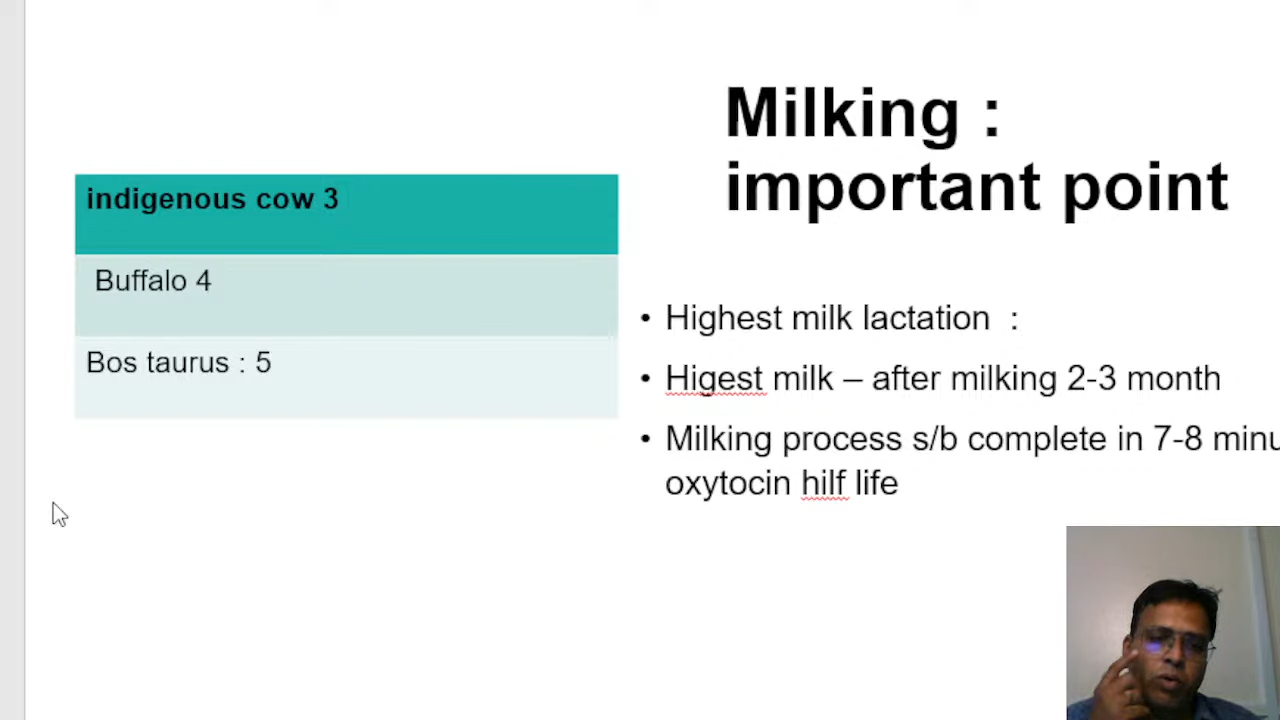 Milking :
important point
indigenous cow 3
Buffalo 4
Bos taurus : 5
• Highest milk lactation :
• Higest milk – after milking 2-3 month
• Milking process s/b complete in 7-8
oxytocin hilf life